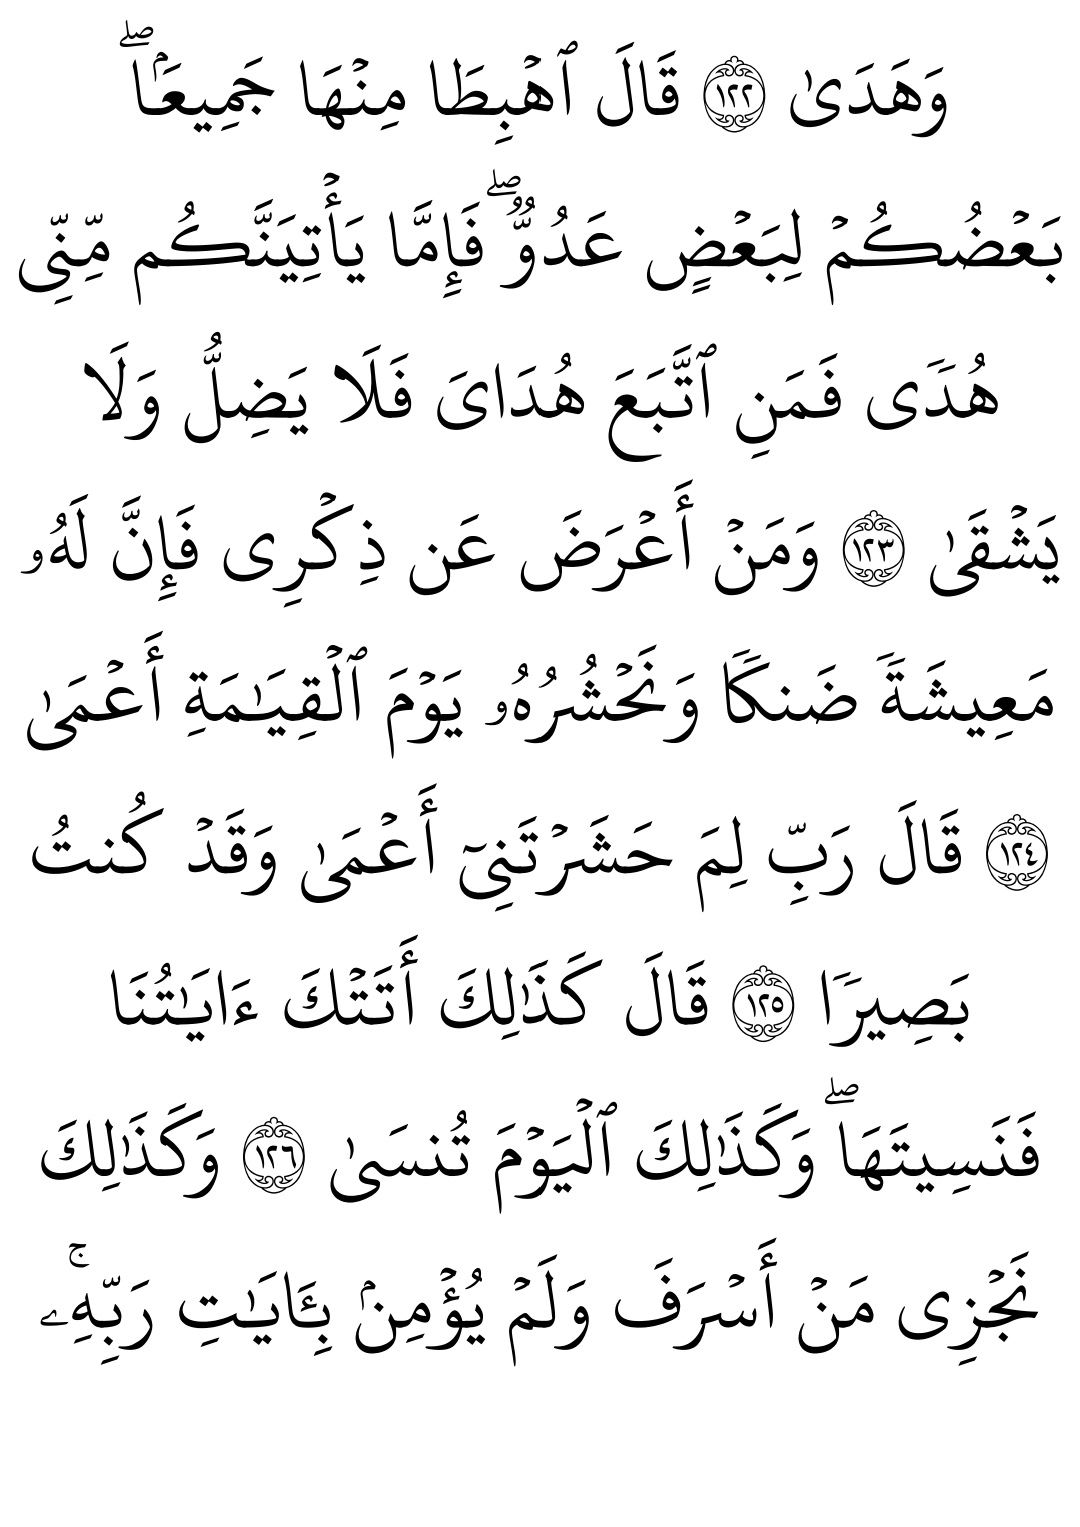 وَهَدَىٰ ١٢٢ قَالَ ٱهۡبِطَا مِنۡهَا جَمِيعَۢاۖ
بَعۡضُكُمۡ لِبَعۡضٍ عَدُوࣱّۖ فَإِمَّا يَأۡتِيَنَّكُم مِّنِّی
هُدࣰى فَمَنِ ٱتَّبَعَ هُدَایَ فَلَا يَضِلُّ وَلَا
يَشۡقَىٰ ١٢٣ وَمَنۡ أَعۡرَضَ عَن ذِكۡرِی فَإِنَّ لَهُۥ
مَعِيشَةࣰ ضَنكࣰا وَنَحۡشُرُهُۥ يَوۡمَ ٱلۡقِيَـٰمَةِ أَعۡمَىٰ
١٢٤ قَالَ رَبِّ لِمَ حَشَرۡتَنِیۤ أَعۡمَىٰ وَقَدۡ كُنتُ
بَصِيرࣰا ١٢٥ قَالَ كَذَ ٰ⁠لِكَ أَتَتۡكَ ءَايَـٰتُنَا
فَنَسِيتَهَاۖ وَكَذَ ٰ⁠لِكَ ٱلۡيَوۡمَ تُنسَىٰ ١٢٦ وَكَذَ ٰ⁠لِكَ
نَجۡزِی مَنۡ أَسۡرَفَ وَلَمۡ يُؤۡمِنۢ بِـَٔايَـٰتِ رَبِّهِۦۚ